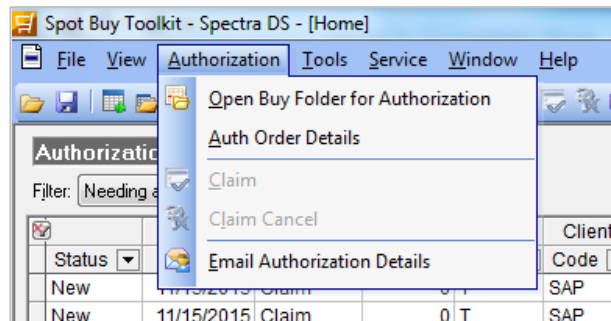 Spot Buy Toolkit - Spectra DS - [Home]
File View Authorization Tools Service Window Help
Open Buy Folder for Authorization
Auth Order Details
Claim
Claim Cancel
Email Authorization Details
Filter: Needing
Client
Status Code
New 11/15/2015 Claim 0 T SAP
New 11/15/2015 Claim 0 T SAP